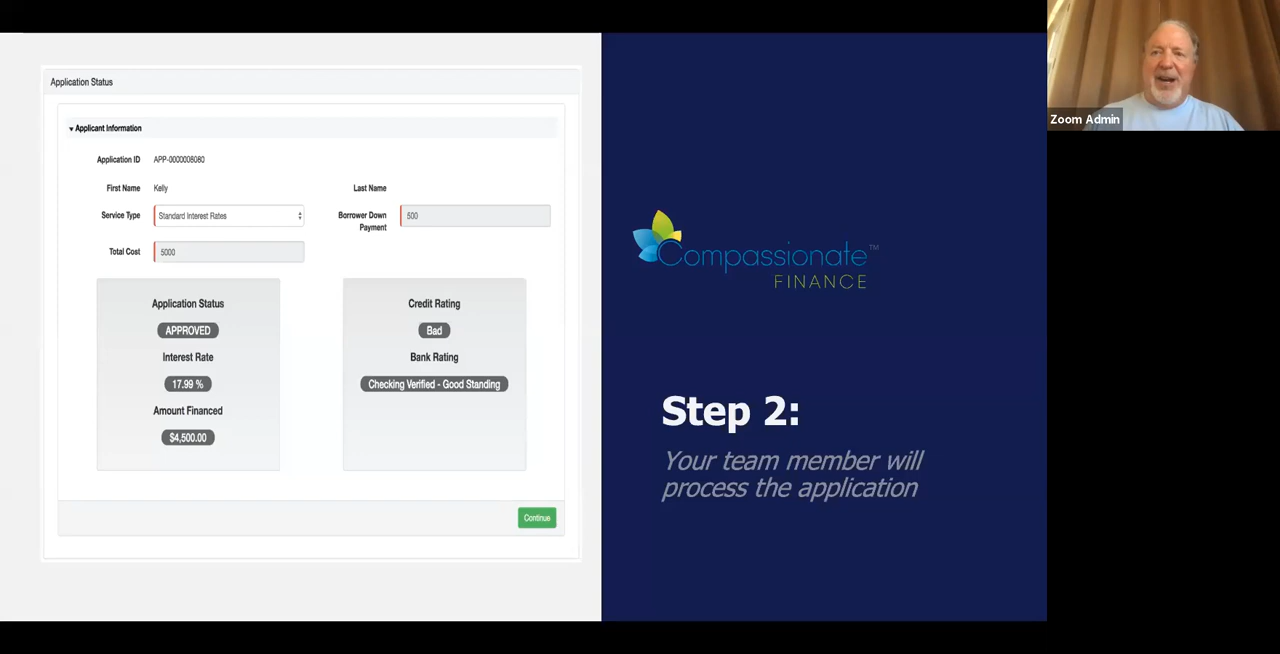 Application Status
▾ Applicant Information
Application ID APP-0000006080
First Name Kelly
Last Name
Service Type Standard Interest Rates
Borrower Down
Payment
500
Total Cost 5000
Application Status
APPROVED
Interest Rate
17.99 %
Amount Financed
$4,500.00
Credit Rating
Bad
Bank Rating
Checking Verified - Good Standing
Continue
Compassionate™
FINANCE
Step 2:
Your team member will
process the application
Zoom Admin